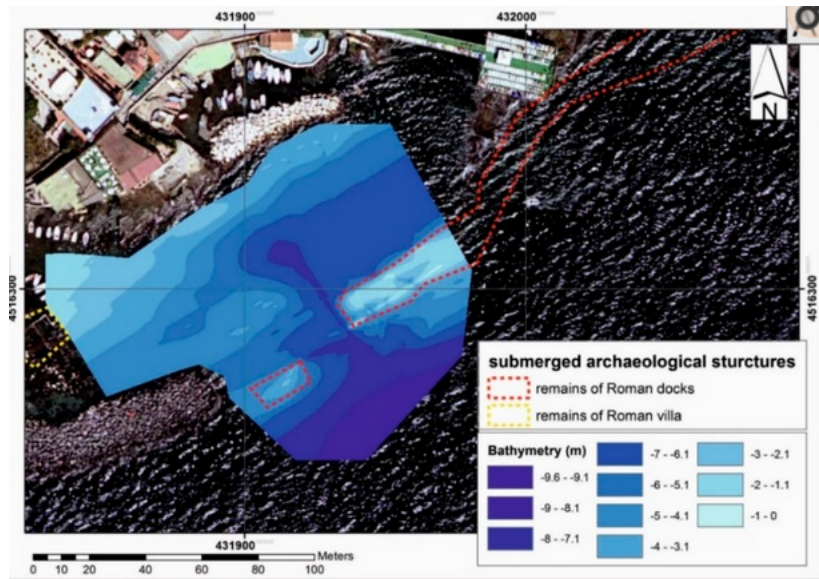 431900
432000
N
4516300
4516300
submerged archaeological sturctures
remains of Roman docks
remains of Roman villa
Bathymetry (m)
-9.6 - -9.1
-9 - -8.1
-8 - -7.1
-7 - -6.1
-6 - -5.1
-5 - -4.1
-4 - -3.1
-3 - -2.1
-2 - -1.1
-1 - 0
431900
432000
Meters
0 10 20 40 60 80 100